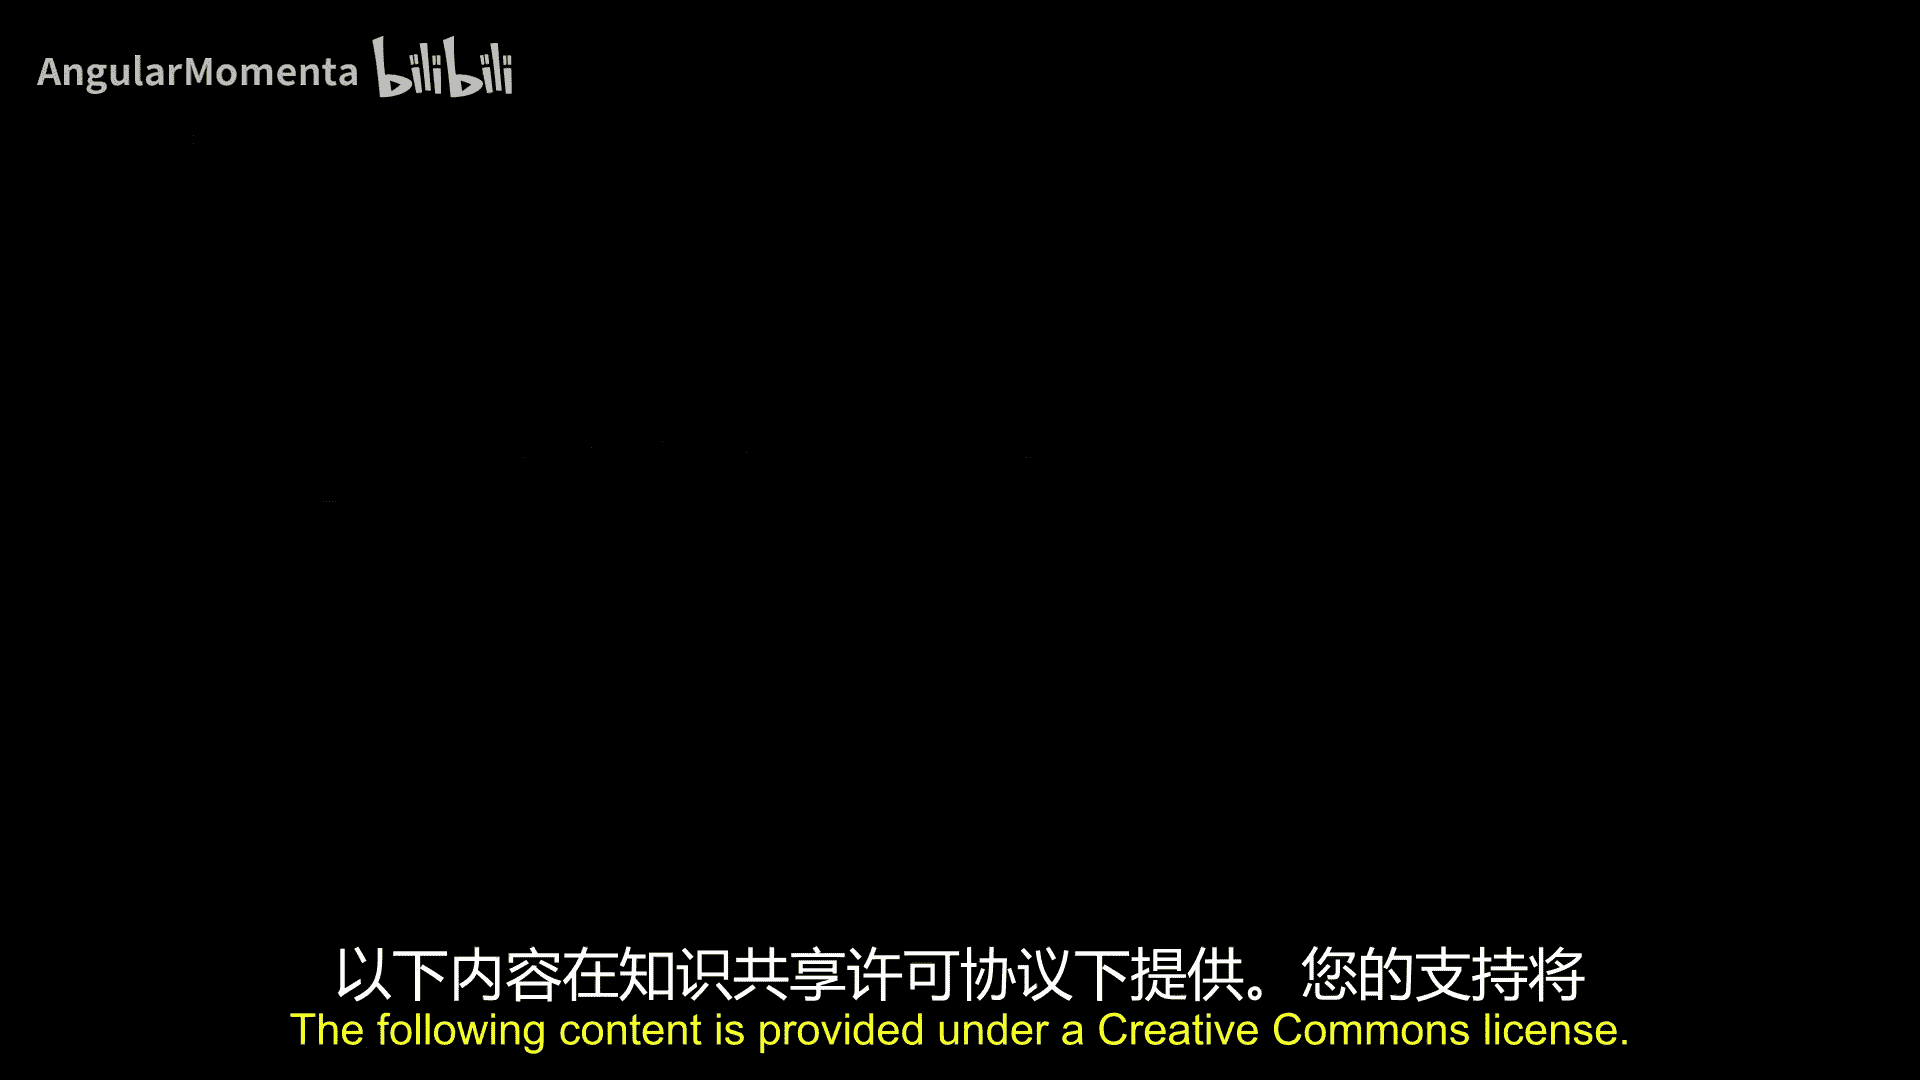 AngularMomenta bilibili
以下内容在知识共享许可协议下提供。您的支持将
The following content is provided under a Creative Commons license.